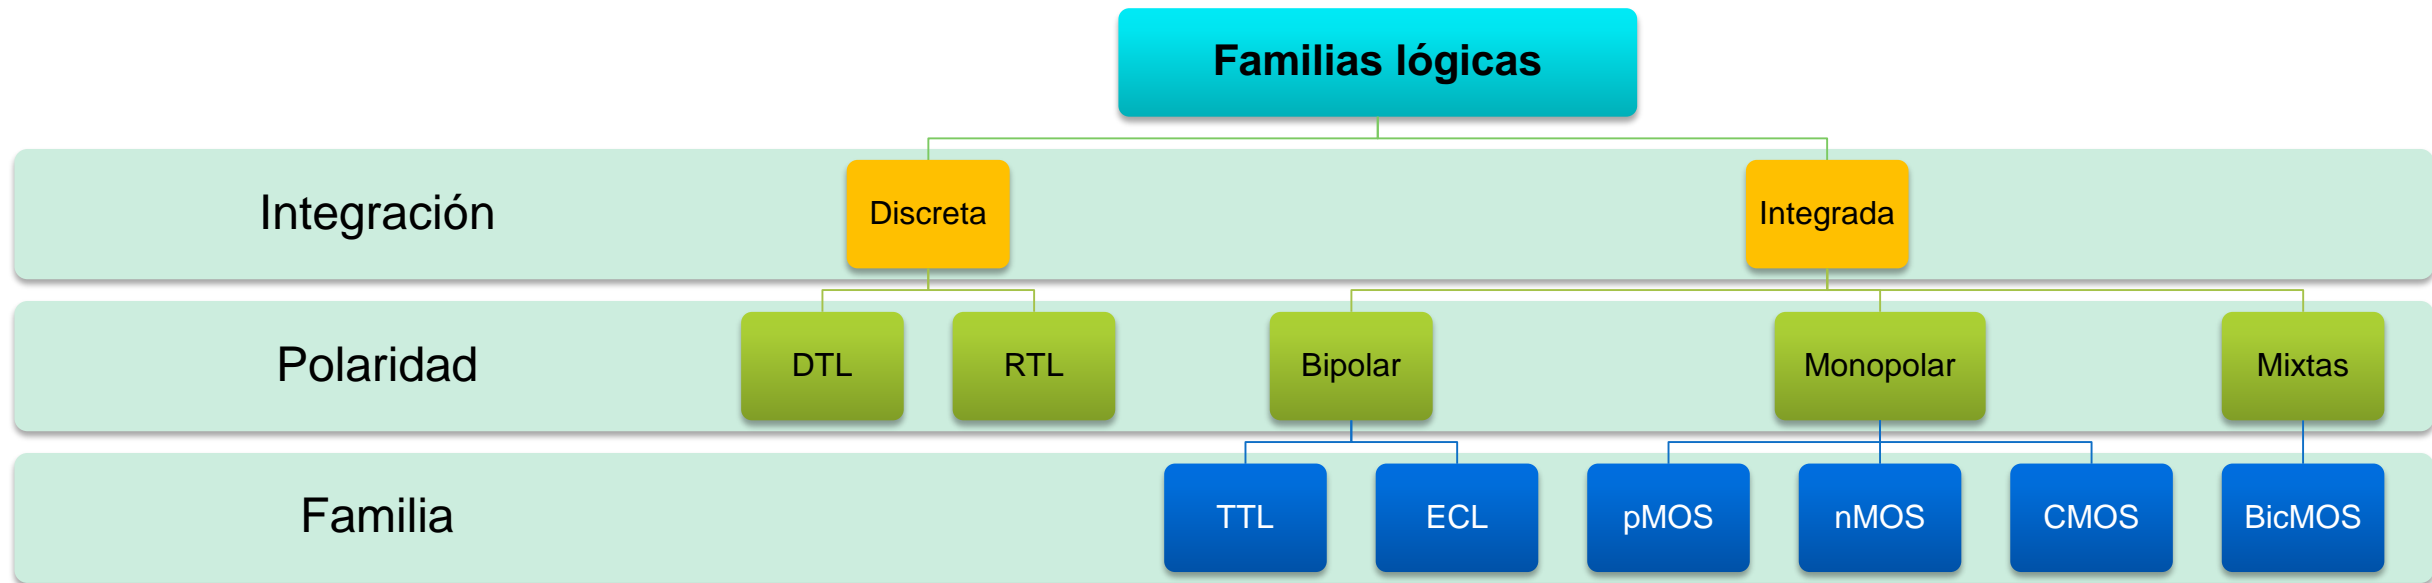 Familias lógicas
Integración
Discreta
Integrada
Polaridad
DTL
RTL
Bipolar
Monopolar
Mixtas
Familia
TTL
ECL
pMOS
nMOS
CMOS
BicMOS